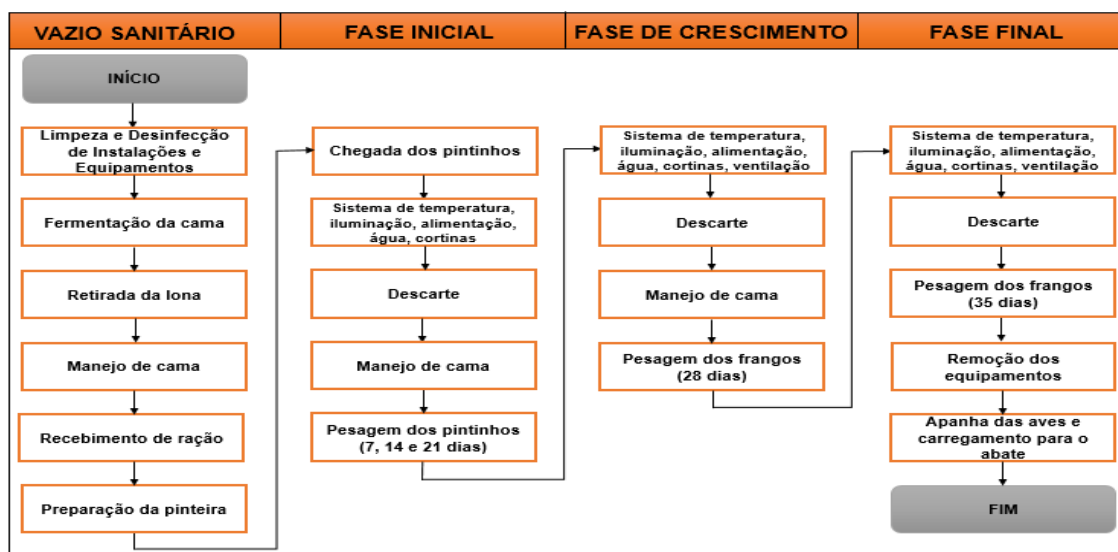 VAZIO SANITÁRIO
FASE INICIAL
FASE DE CRESCIMENTO
FASE FINAL
INÍCIO
Limpeza e Desinfecção
de Instalações e
Equipamentos
Fermentação da cama
Retirada da lona
Manejo de cama
Recebimento de ração
Preparação da pinteira
Chegada dos pintinhos
Sistema de temperatura,
iluminação, alimentação,
água, cortinas
Descarte
Manejo de cama
Pesagem dos pintinhos
(7, 14 e 21 dias)
Sistema de temperatura,
iluminação, alimentação,
água, cortinas, ventilação
Descarte
Manejo de cama
Pesagem dos frangos
(28 dias)
Sistema de temperatura,
iluminação, alimentação,
água, cortinas, ventilação
Descarte
Pesagem dos frangos
(35 dias)
Remoção dos
equipamentos
Apanha das aves e
carregamento para o
abate
FIM